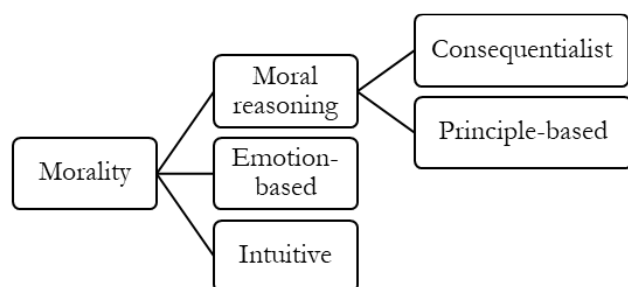 Morality
Moral
reasoning
Emotion-
based
Intuitive
Consequentialist
Principle-based